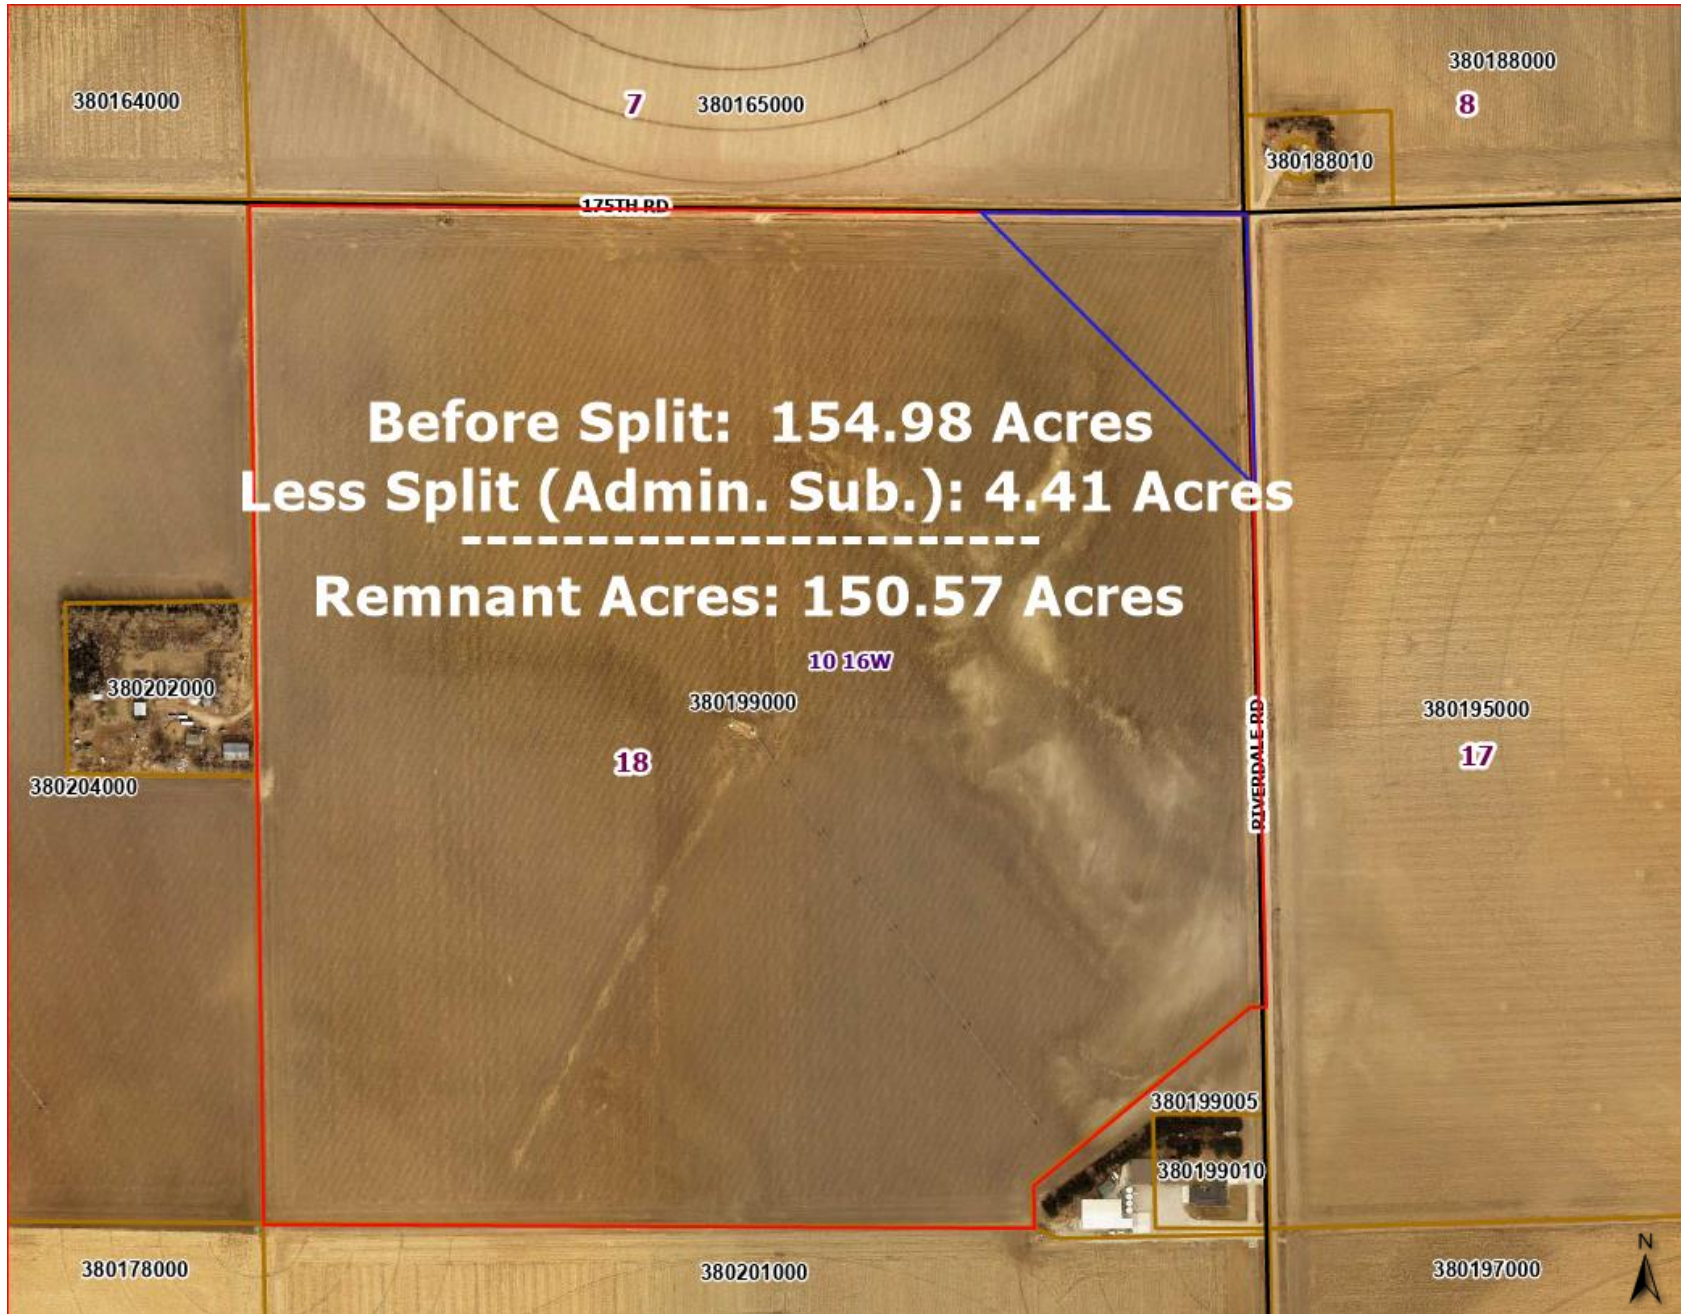 380188000
380164000
7
380165000
8
380188010
175TH RD
Before Split: 154.98 Acres
Less Split (Admin. Sub.): 4.41 Acres
-----------------------
Remnant Acres: 150.57 Acres
10 16W
380202000
380199000
RIVERDALE RD
380195000
18
17
380204000
380199005
380199010
N
380178000
380201000
380197000